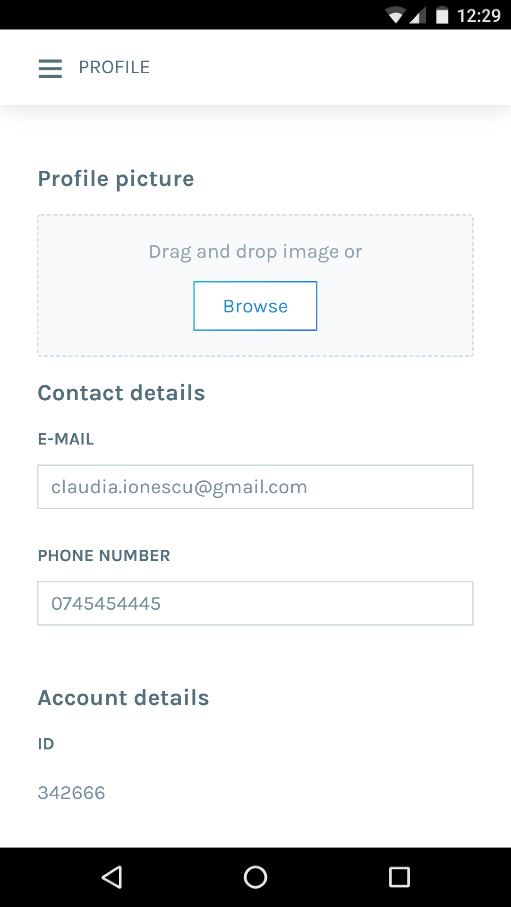 12:29
PROFILE
Profile picture
Drag and drop image or
Browse
Contact details
E-MAIL
claudia.ionescu@gmail.com
PHONE NUMBER
0745454445
Account details
ID
342666